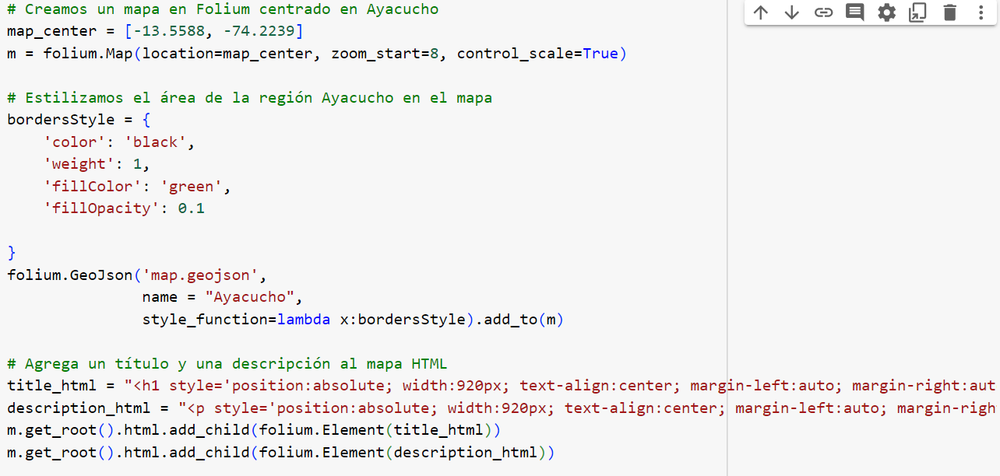 # Creamos un mapa en Folium centrado en Ayacucho
map_center = [-13.5588, -74.2239]
m = folium.Map(location=map_center, zoom_start=8, control_scale=True)
# Estilizamos el área de la región Ayacucho en el mapa
bordersStyle = {
    'color': 'black',
    'weight': 1,
    'fillColor': 'green',
    'fillOpacity': 0.1
}
folium.GeoJson('map.geojson',
               name = "Ayacucho",
               style_function=lambda x:bordersStyle).add_to(m)
# Agrega un título y una descripción al mapa HTML
title_html = "<h1 style='position:absolute; width:920px; text-align:center; margin-left:auto; margin-right:aut
description_html = "<p style='position:absolute; width:920px; text-align:center; margin-left:auto; margin-righ
m.get_root().html.add_child(folium.Element(title_html))
m.get_root().html.add_child(folium.Element(description_html))